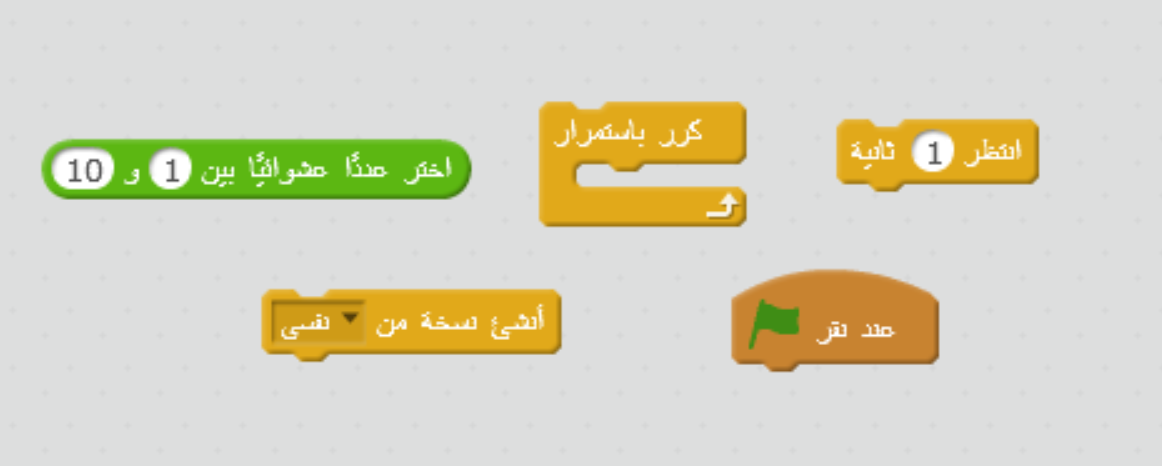 كرر باستمرار
انتظر 1 ثانية
اختر عددًا عشوائيًا بين 1 و 10
أنشئ نسخة من نفسي
عند نقر